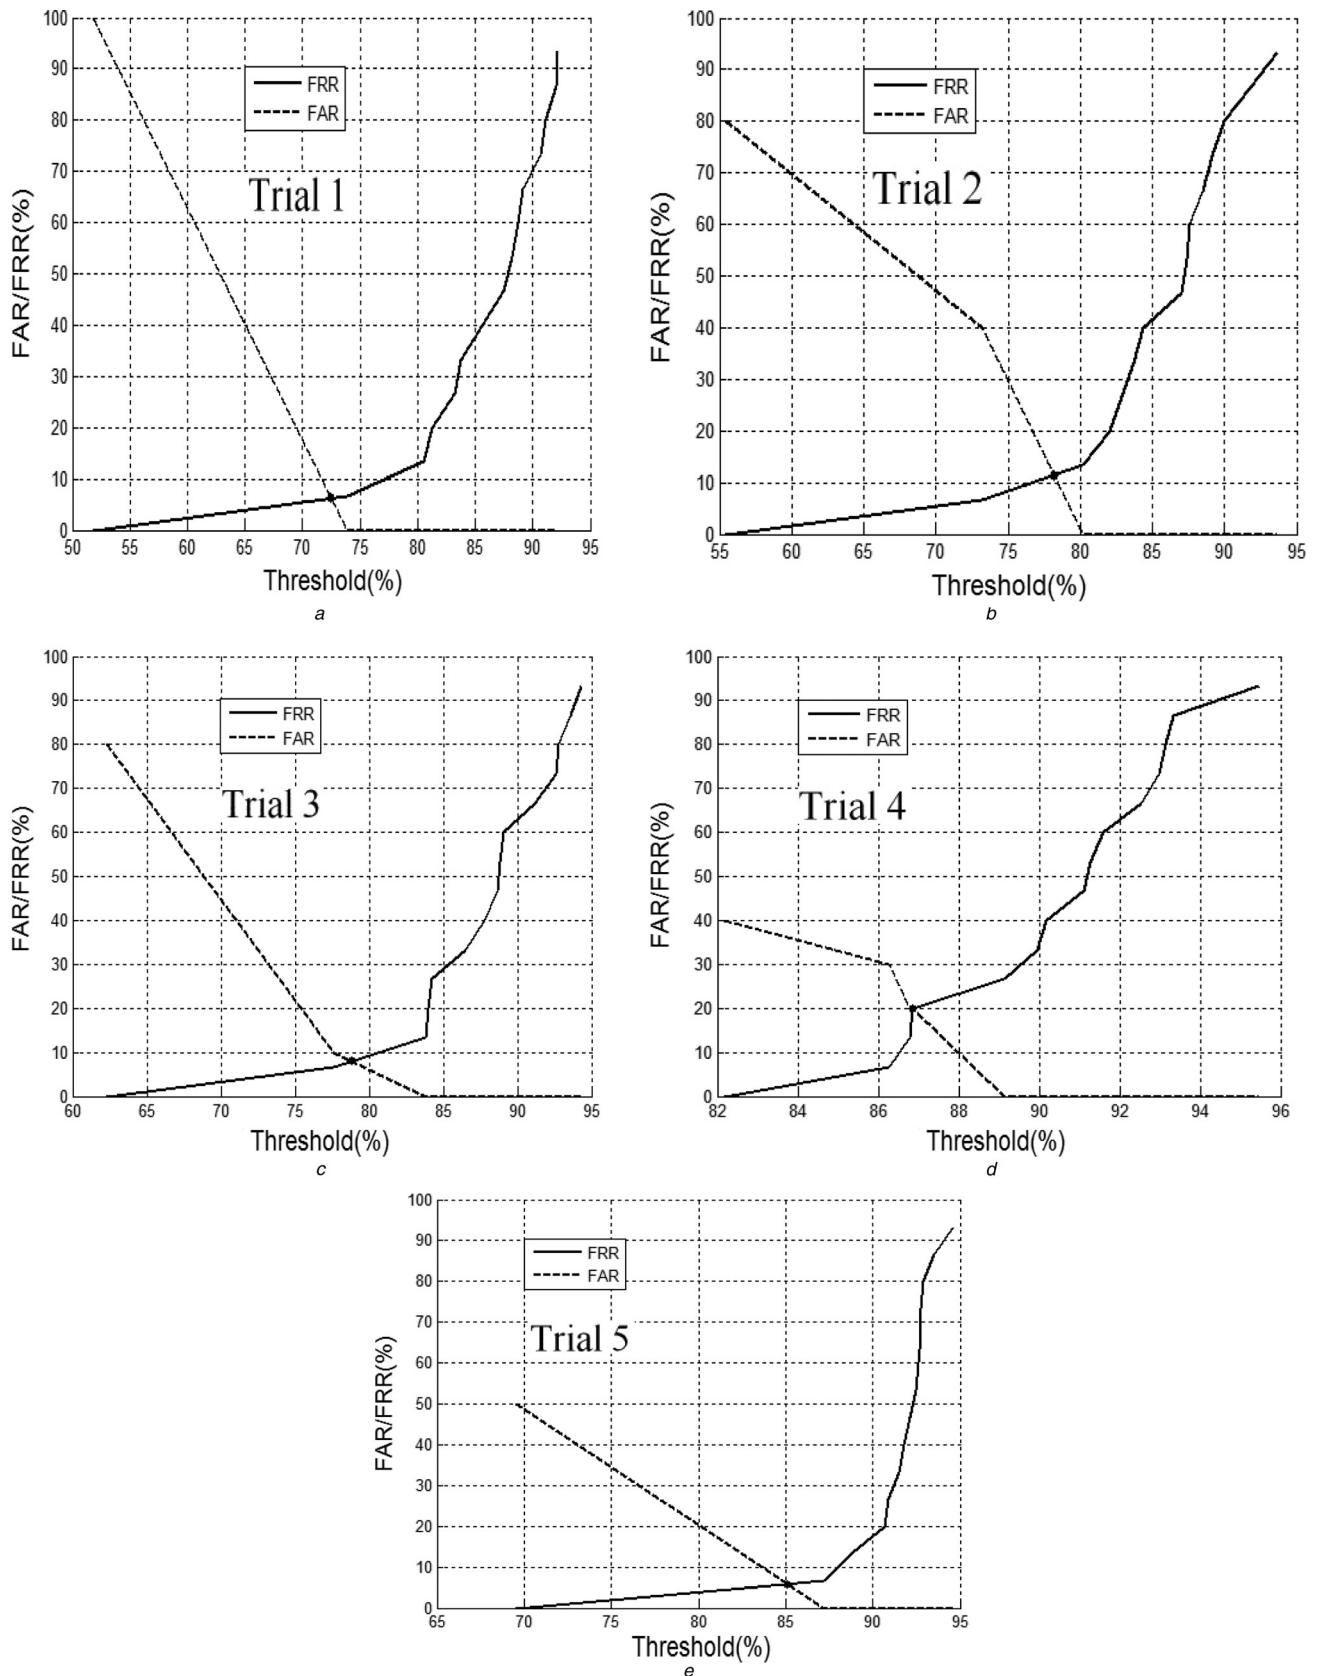 100
90
80
70
60
50
40
30
20
10
0
FAR/FRR(%)
FRR
FAR
Trial 1
50 55 60 65 70 75 80 85 90 95
Threshold(%)
a
100
90
80
70
60
50
40
30
20
10
0
FAR/FRR(%)
FRR
FAR
Trial 2
55 60 65 70 75 80 85 90 95
Threshold(%)
b
100
90
80
70
60
50
40
30
20
10
0
FAR/FRR(%)
FRR
FAR
Trial 3
60 65 70 75 80 85 90 95
Threshold(%)
c
100
90
80
70
60
50
40
30
20
10
0
FAR/FRR(%)
FRR
FAR
Trial 4
82 84 86 88 90 92 94 96
Threshold(%)
d
100
90
80
70
60
50
40
30
20
10
0
FAR/FRR(%)
FRR
FAR
Trial 5
65 70 75 80 85 90 95
Threshold(%)
e